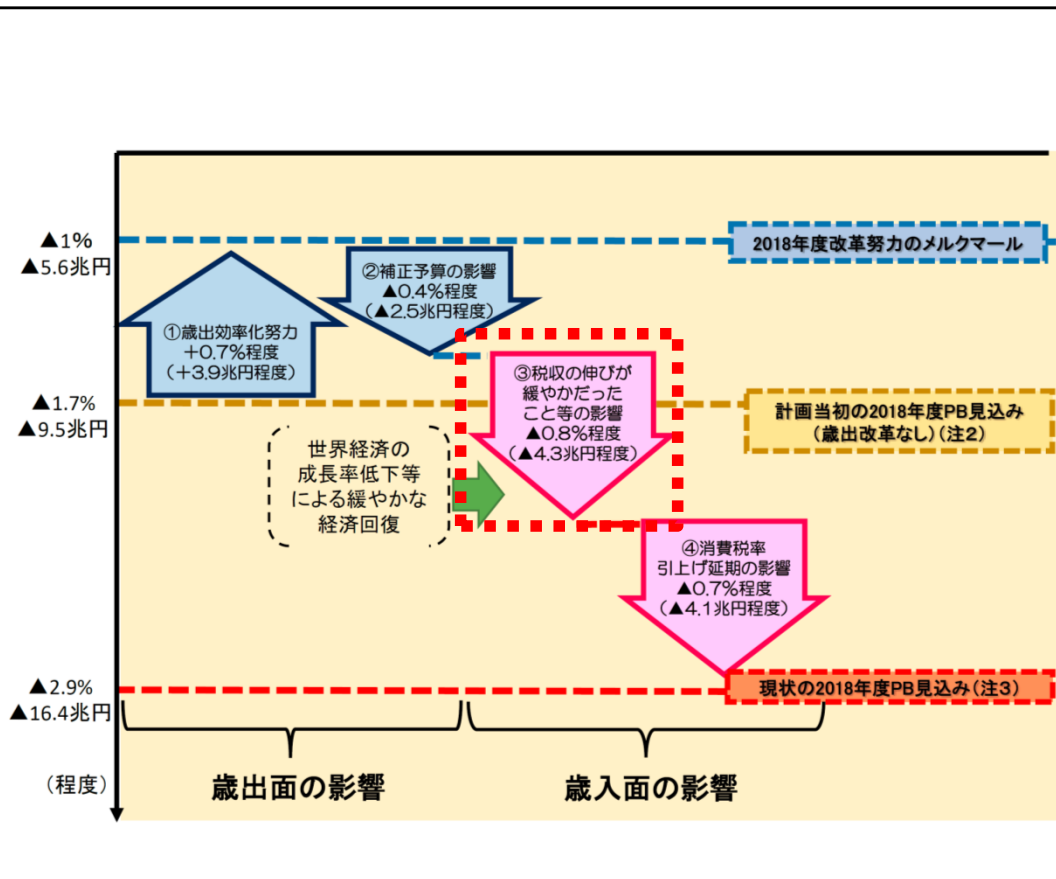 ▲1%
▲5.6兆円
2018年度改革努力のメルクマール
②補正予算の影響
▲0.4%程度
(▲2.5兆円程度)
①歳出効率化努力
+0.7%程度
(+3.9兆円程度)
③税収の伸びが
緩やかだった
こと等の影響
▲0.8%程度
(▲4.3兆円程度)
▲1.7%
▲9.5兆円
計画当初の2018年度PB見込み
(歳出改革なし)(注2)
世界経済の
成長率低下等
による緩やかな
経済回復
④消費税率
引上げ延期の影響
▲0.7%程度
(▲4.1兆円程度)
▲2.9%
▲16.4兆円
現状の2018年度PB見込み(注3)
(程度)
歳出面の影響
歳入面の影響